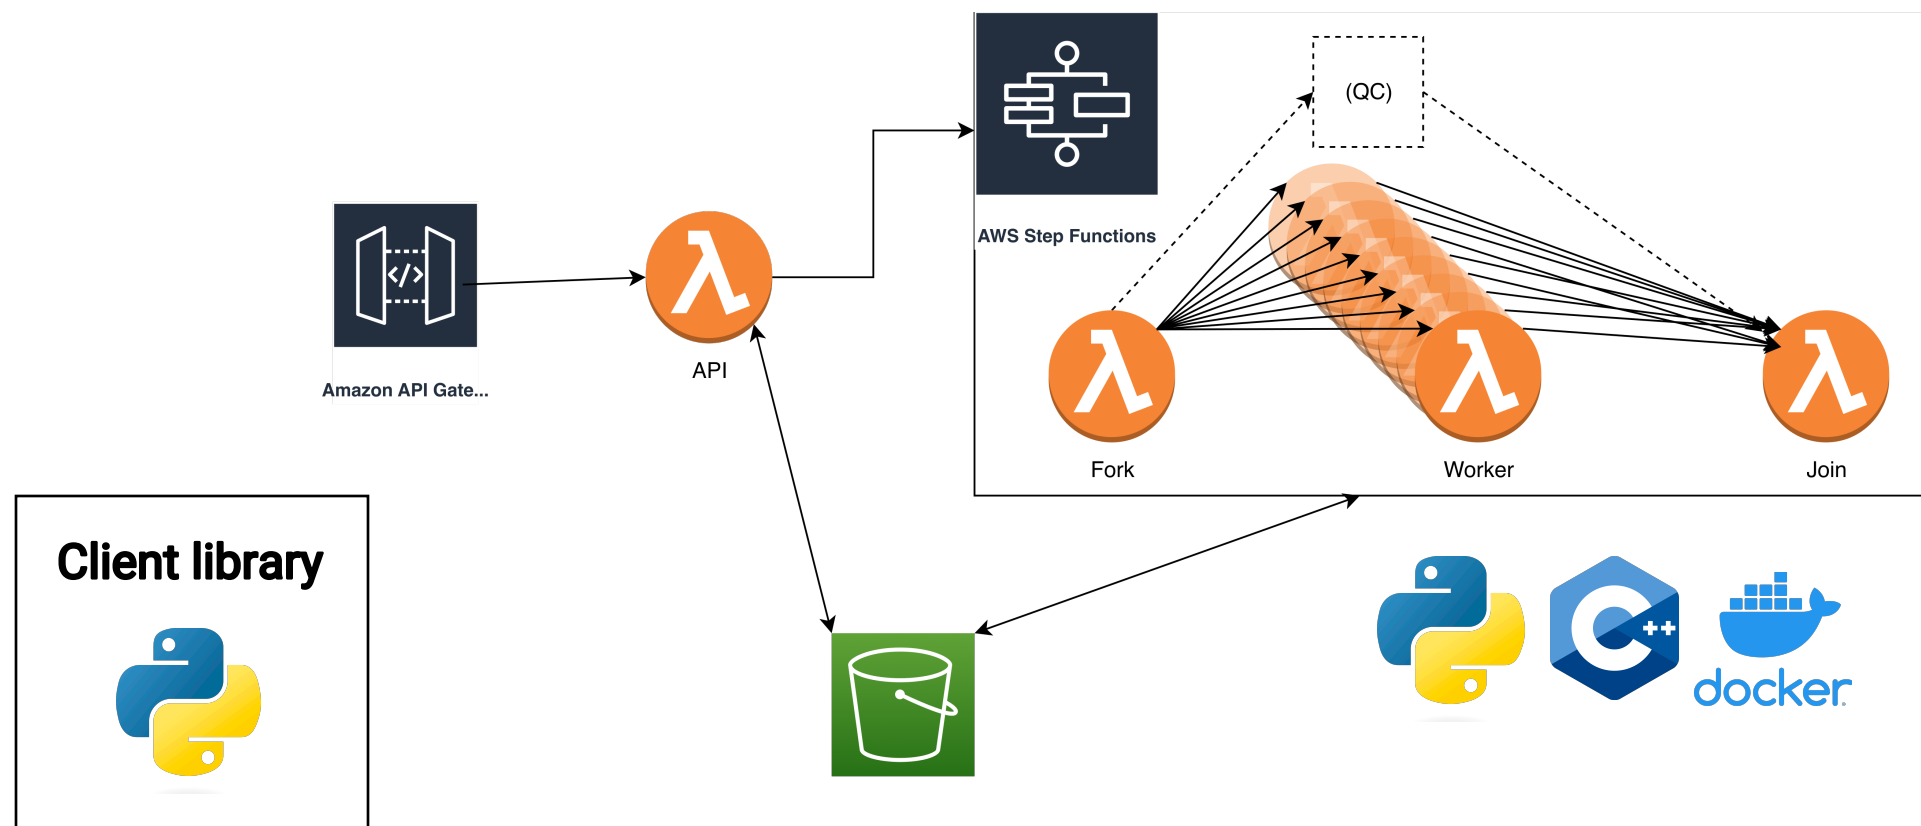 (QC)
AWS Step Functions
</>
API
Amazon API Gate...
Fork
Worker
Join
Client library
C++
docker